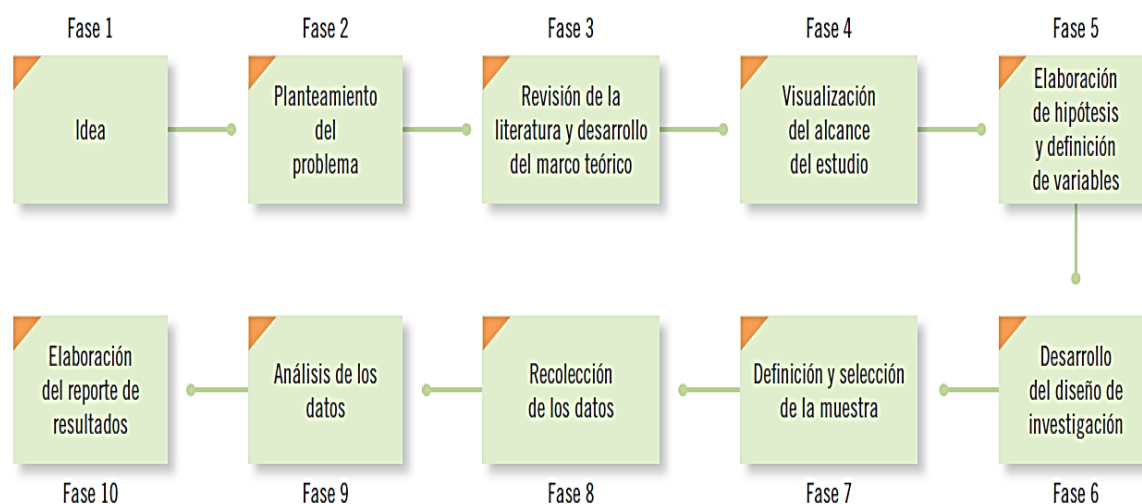 Fase 1
Idea
Fase 2
Planteamiento
del
problema
Fase 3
Revisión de la
literatura y desarrollo
del marco teórico
Fase 4
Visualización
del alcance
del estudio
Fase 5
Elaboración
de hipótesis
y definición
de variables
Desarrollo
del diseño de
investigación
Fase 6
Definición y selección
de la muestra
Fase 7
Recolección
de los datos
Fase 8
Análisis de los
datos
Fase 9
Elaboración
del reporte de
resultados
Fase 10